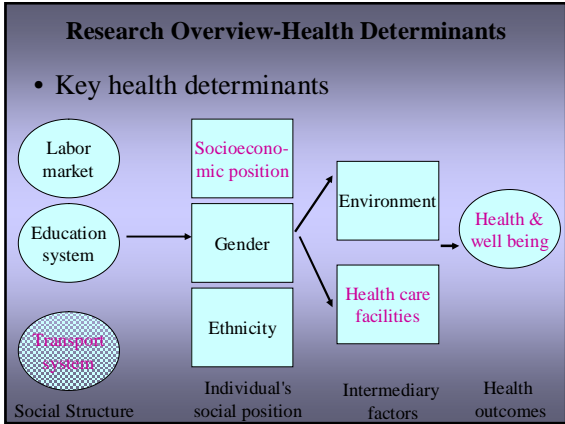 Research Overview-Health Determinants
• Key health determinants
Labor
market
Education
system
Transport
system
Socioecono-
mic position
Gender
Ethnicity
Environment
Health care
facilities
Health &
well being
Social Structure
Individual's
social position
Intermediary
factors
Health
outcomes